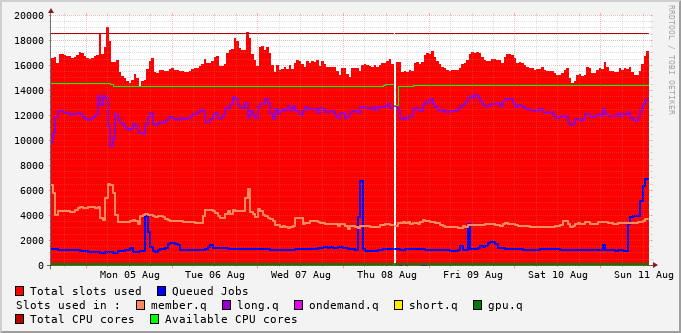 20000
18000
16000
14000
12000
10000
8000
6000
4000
2000
0
Mon 05 Aug Tue 06 Aug Wed 07 Aug Thu 08 Aug Fri 09 Aug Sat 10 Aug Sun 11 Aug
Total slots used Queued Jobs
Slots used in : member.q long.q ondemand.q short.q gpu.q
Total CPU cores Available CPU cores
RRDTOOL / TOBI OETIKER